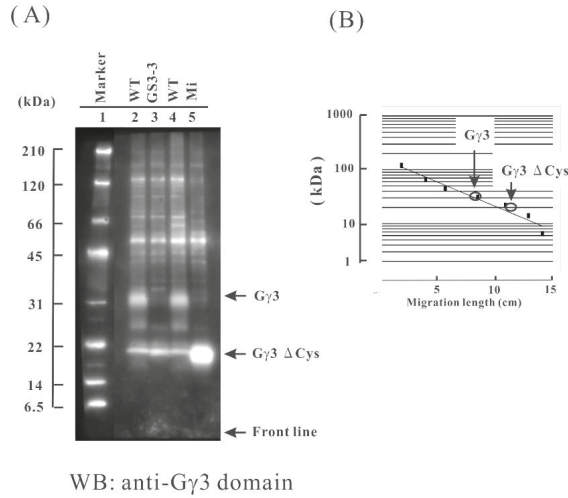 (A)
(kDa)
Marker
WT
GS3-3
WT
Mi
1 2 3 4 5
210
120
66
45
31
22
14
6.5
Gγ3
Gγ3 ΔCys
Front line
WB: anti-Gγ3 domain
(B)
(kDa)
1000
100
10
1
Gγ3
Gγ3 ΔCys
5 10 15
Migration length (cm)